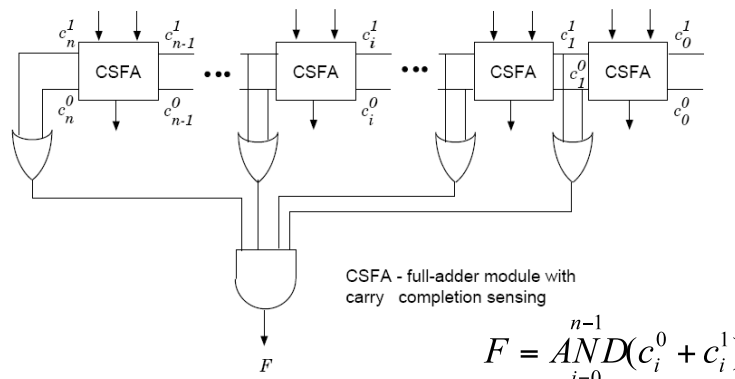 c_n^1 c_{n-1}^1 c_i^1 c_1^1 c_0^1
CSFA ••• CSFA ••• CSFA c_1^0 CSFA
c_n^0 c_{n-1}^0 c_i^0 c_0^0
CSFA - full-adder module with
carry completion sensing
F
n-1
F = AND(c_i^0 + c_i^1)
i=0